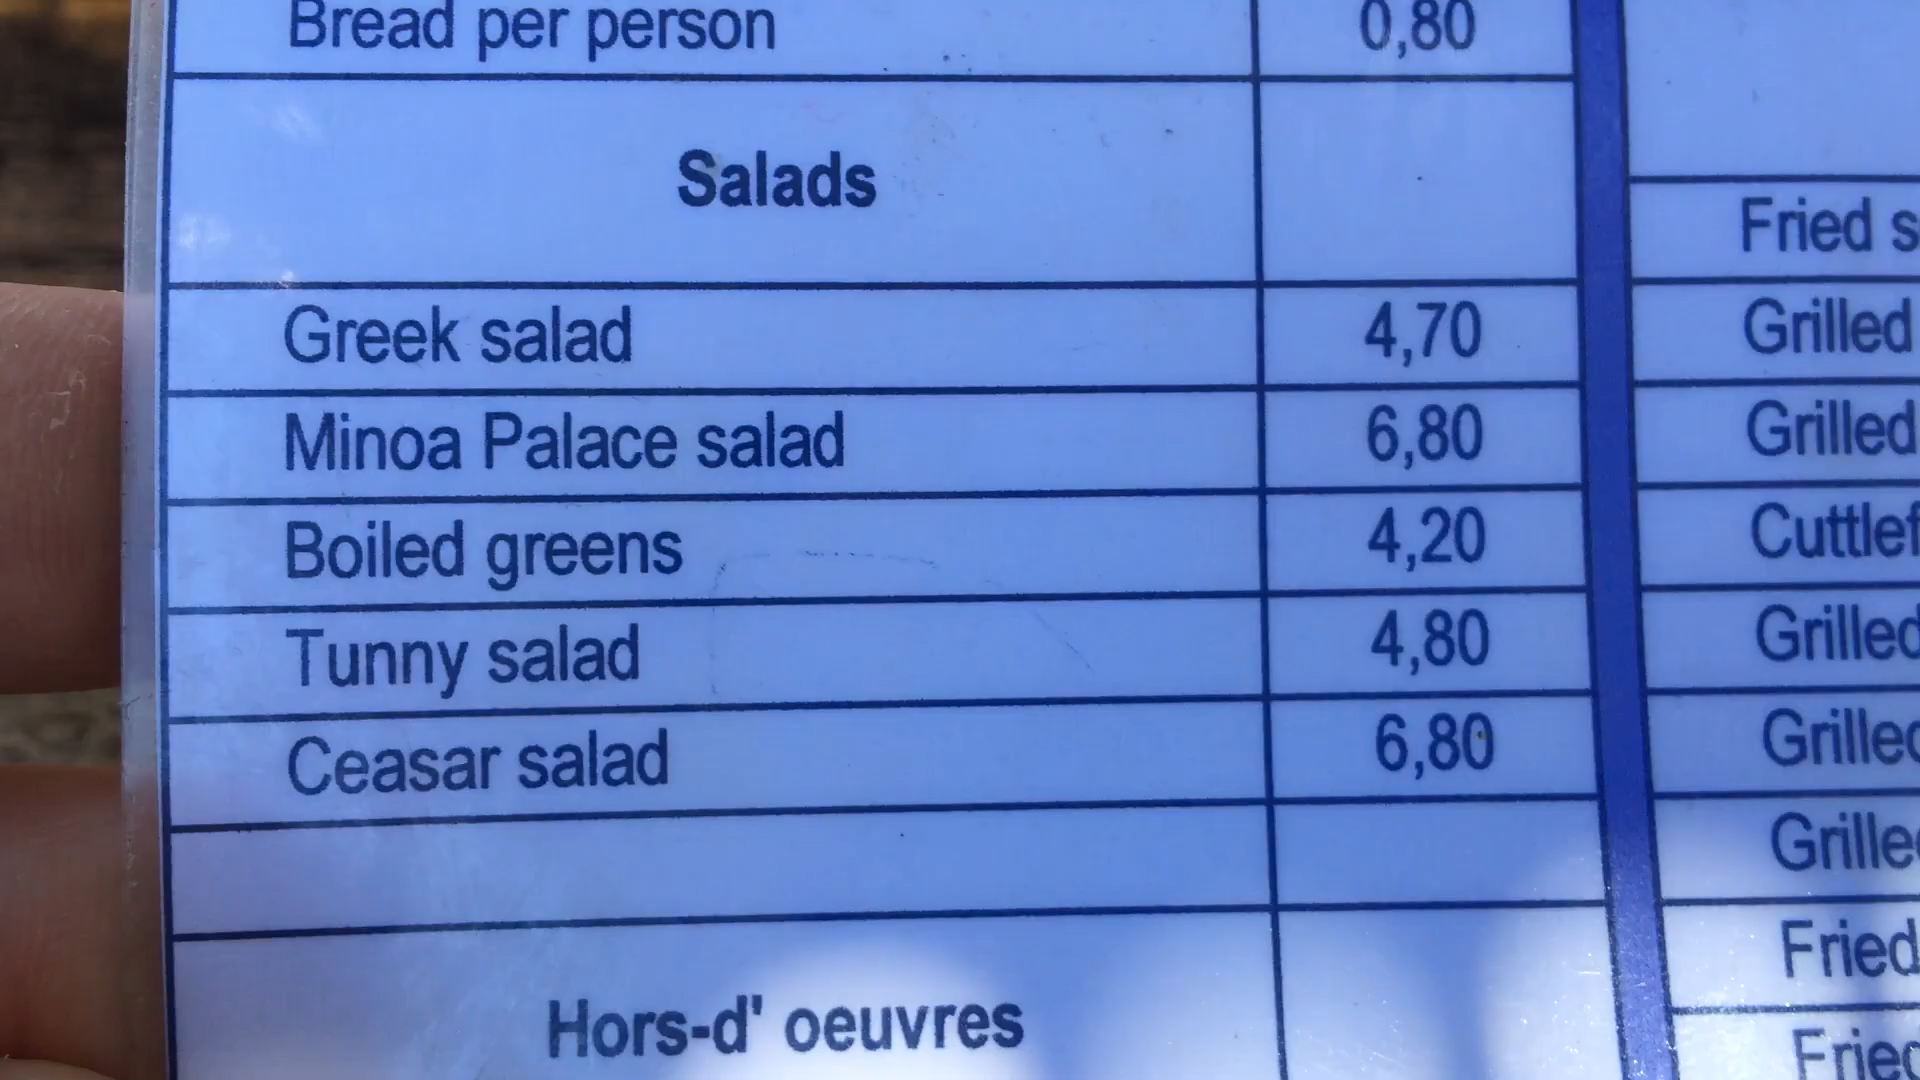 Bread per person 0,80
Salads
Greek salad 4,70
Minoa Palace salad 6,80
Boiled greens 4,20
Tunny salad 4,80
Ceasar salad 6,80
Hors-d' oeuvres
Fried
Grilled
Grilled
Grilled
Fried